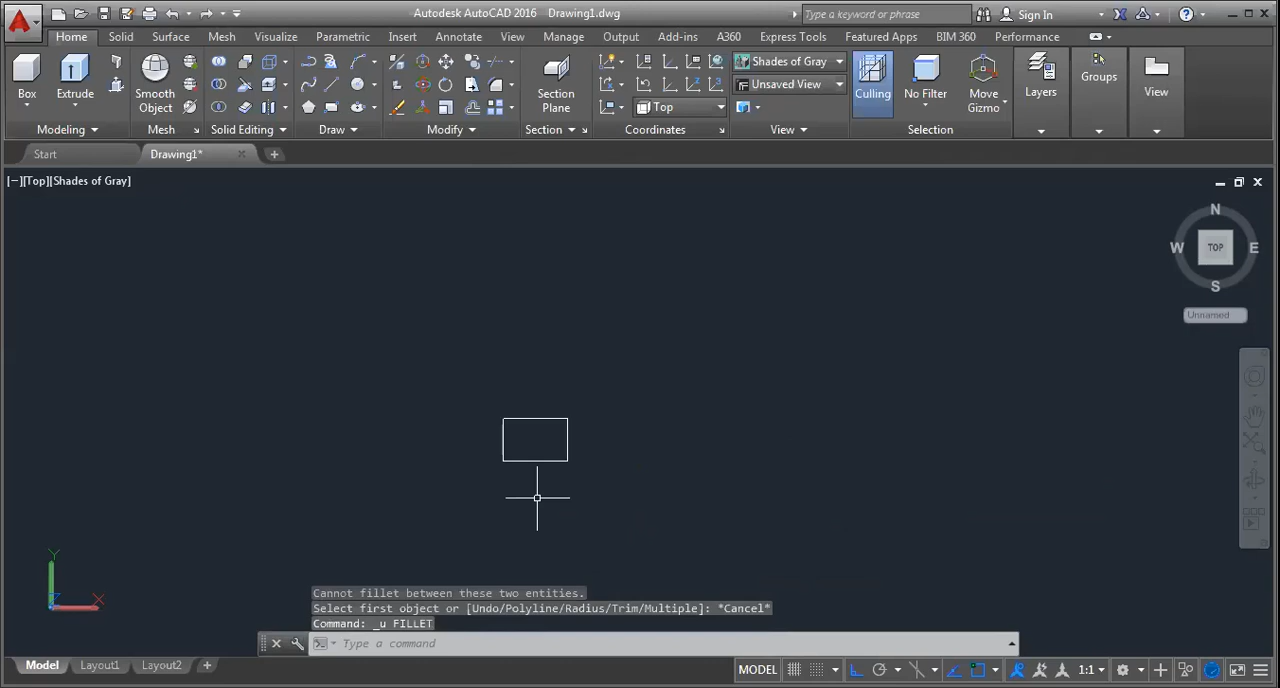 Autodesk AutoCAD 2016 Drawing1.dwg
Type a keyword or phrase
Sign In
Home Solid Surface Mesh Visualize Parametric Insert Annotate View Manage Output Add-ins A360 Express Tools Featured Apps BIM 360 Performance
Box
Extrude
Smooth
Object
Section
Plane
Shades of Gray
Unsaved View
Top
Culling
No Filter
Move
Gizmo
Layers
Groups
View
Modeling
Mesh
Solid Editing
Draw
Modify
Section
Coordinates
View
Selection
Start
Drawing1*
[−][Top][Shades of Gray]
N
W
TOP
E
S
Unnamed
Y
X
Z
Cannot fillet between these two entities.
Select first object or [Undo/Polyline/Radius/Trim/Multiple]: *Cancel*
Command: _u FILLET
Type a command
Model Layout1 Layout2
MODEL
1:1